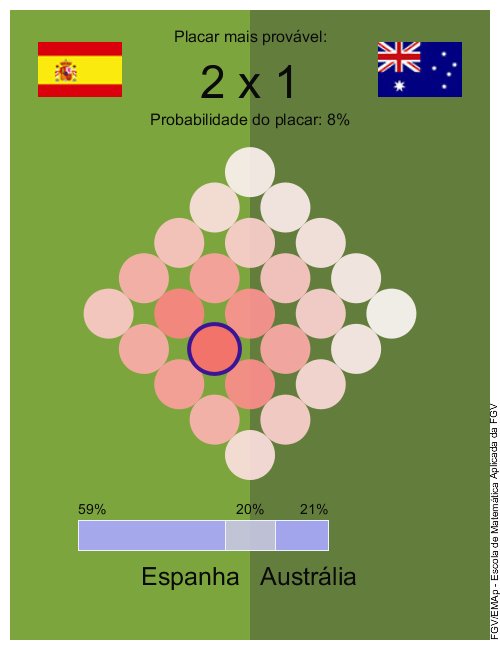 Placar mais provável:
2 x 1
Probabilidade do placar: 8%
59%
20%
21%
Espanha
Austrália
FGV/EMAp - Escola de Matemática Aplicada da FGV